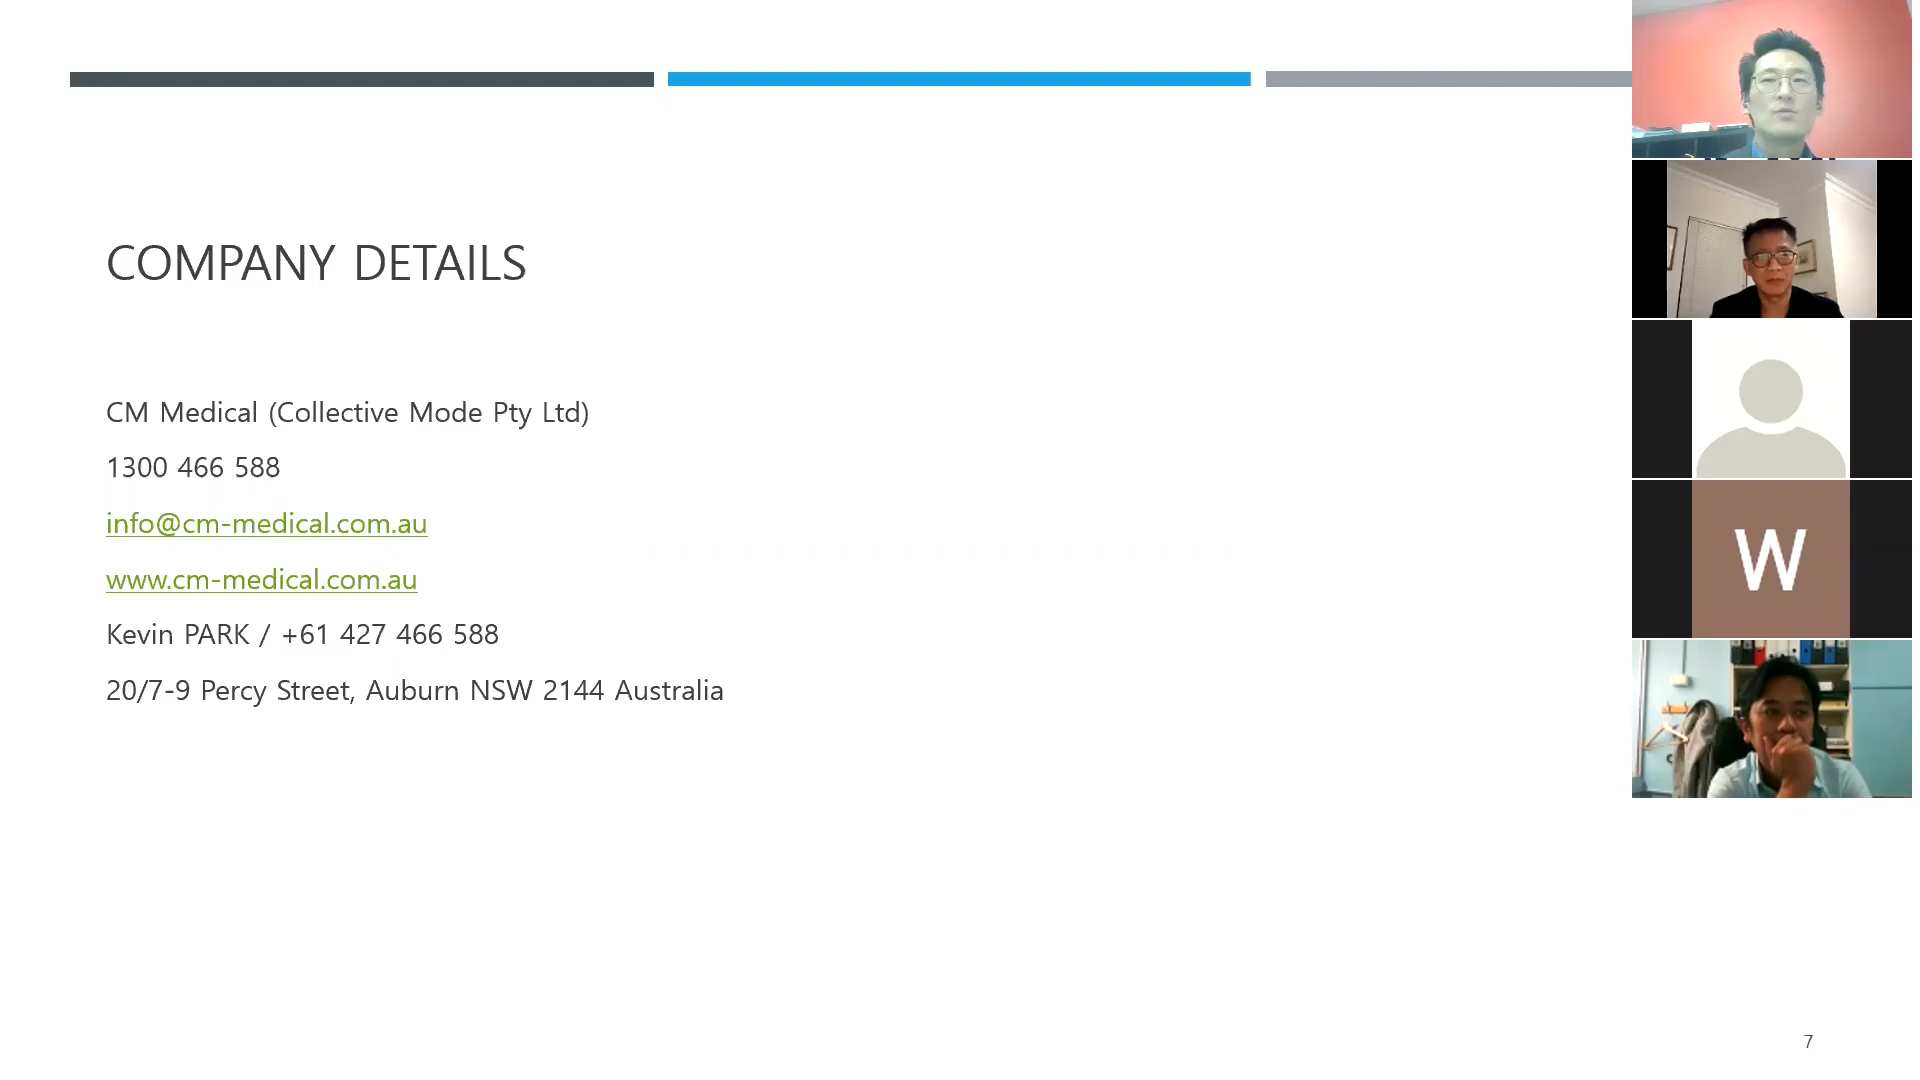 COMPANY DETAILS
CM Medical (Collective Mode Pty Ltd)
1300 466 588
info@cm-medical.com.au
www.cm-medical.com.au
Kevin PARK / +61 427 466 588
20/7-9 Percy Street, Auburn NSW 2144 Australia
W
7